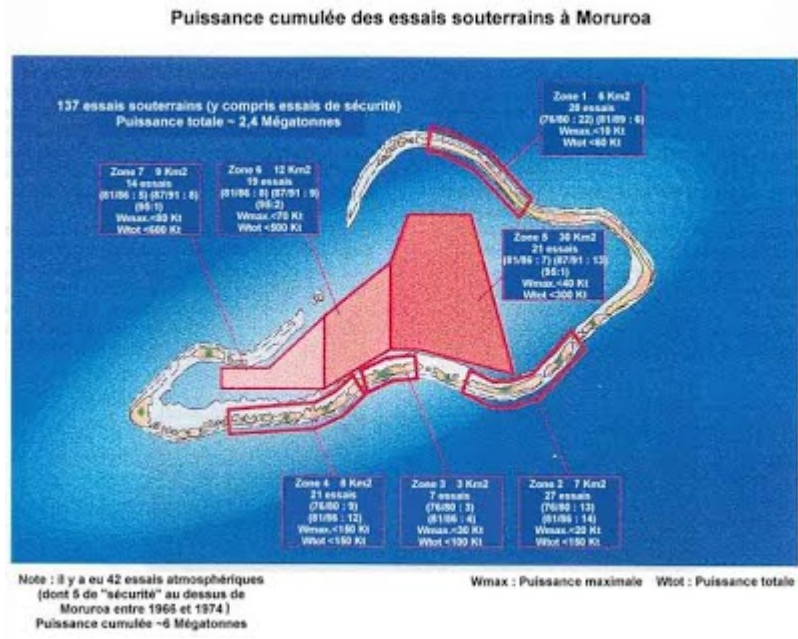 Puissance cumulée des essais souterrains à Moruroa
137 essais souterrains (y compris essais de sécurité)
Puissance totale ~ 2,4 Mégatonnes
Zone 1 6 Km2
28 essais
(76/80 : 22) (81/89 : 6)
Wmax.<10 Kt
Wtot <60 Kt
Zone 7 9 Km2
14 essais
(81/86 : 5) (87/91 : 8)
(95:1)
Wmax.<80 Kt
Wtot <600 Kt
Zone 6 12 Km2
19 essais
(81/86 : 8) (87/91 : 9)
(95:2)
Wmax.<70 Kt
Wtot <900 Kt
Zone 5 30 Km2
21 essais
(81/86 : 7) (87/91 : 13)
(95:1)
Wmax.<40 Kt
Wtot <300 Kt
Zone 4 8 Km2
21 essais
(76/80 : 9)
(81/86 : 12)
Wmax.<150 Kt
Wtot <150 Kt
Zone 3 3 Km2
7 essais
(76/80 : 3)
(81/86 : 4)
Wmax.<30 Kt
Wtot <100 Kt
Zone 2 7 Km2
27 essais
(76/80 : 13)
(81/86 : 14)
Wmax.<20 Kt
Wtot <150 Kt
Note : il y a eu 42 essais atmosphériques
(dont 5 de "sécurité" au dessus de
Moruroa entre 1966 et 1974)
Puissance cumulée ~6 Mégatonnes
Wmax : Puissance maximale Wtot : Puissance totale